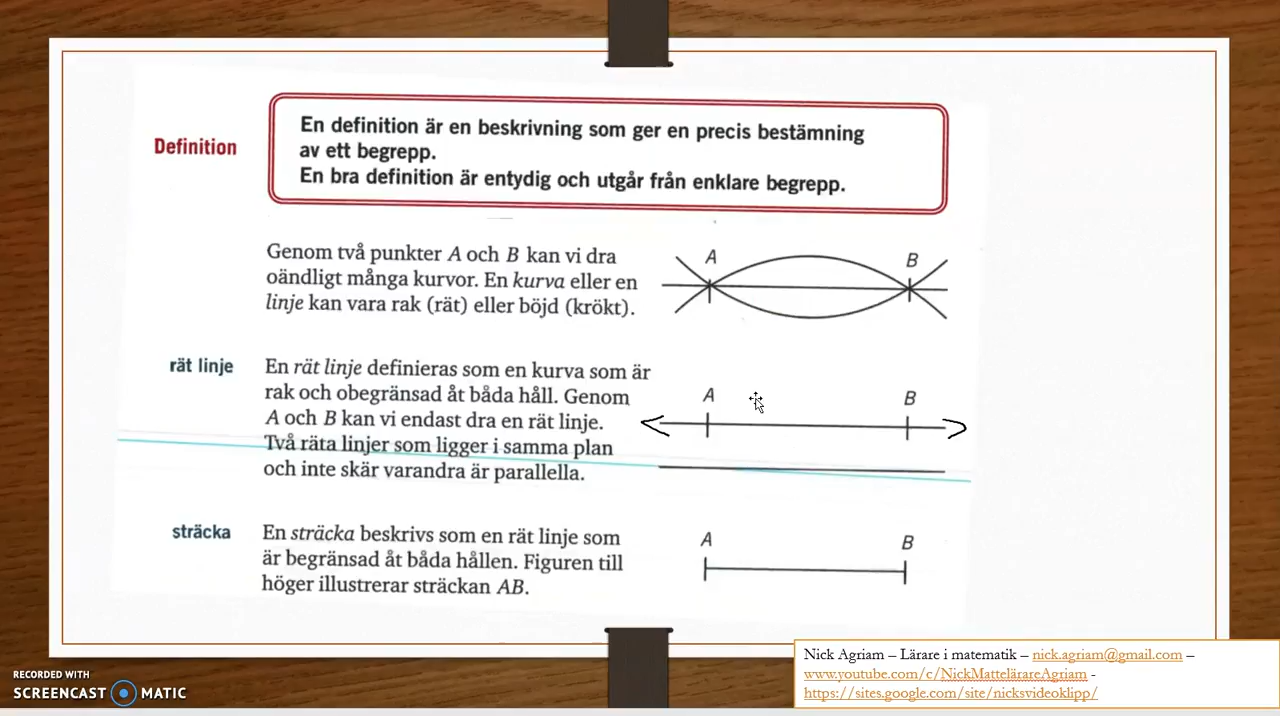 Definition
En definition är en beskrivning som ger en precis bestämning
av ett begrepp.
En bra definition är entydig och utgår från enklare begrepp.
Genom två punkter A och B kan vi dra
oändligt många kurvor. En kurva eller en
linje kan vara rak (rät) eller böjd (krökt).
A
B
rät linje
En rät linje definieras som en kurva som är
rak och obegränsad åt båda håll. Genom
A och B kan vi endast dra en rät linje.
Två räta linjer som ligger i samma plan
och inte skär varandra är parallella.
A
B
sträcka
En sträcka beskrivs som en rät linje som
är begränsad åt båda hållen. Figuren till
höger illustrerar sträckan AB.
A
B
Nick Agriam – Lärare i matematik – nick.agriam@gmail.com –
www.youtube.com/c/NickMattelärareAgriam -
https://sites.google.com/site/nicksvideoklipp/
RECORDED WITH
SCREENCAST MATIC